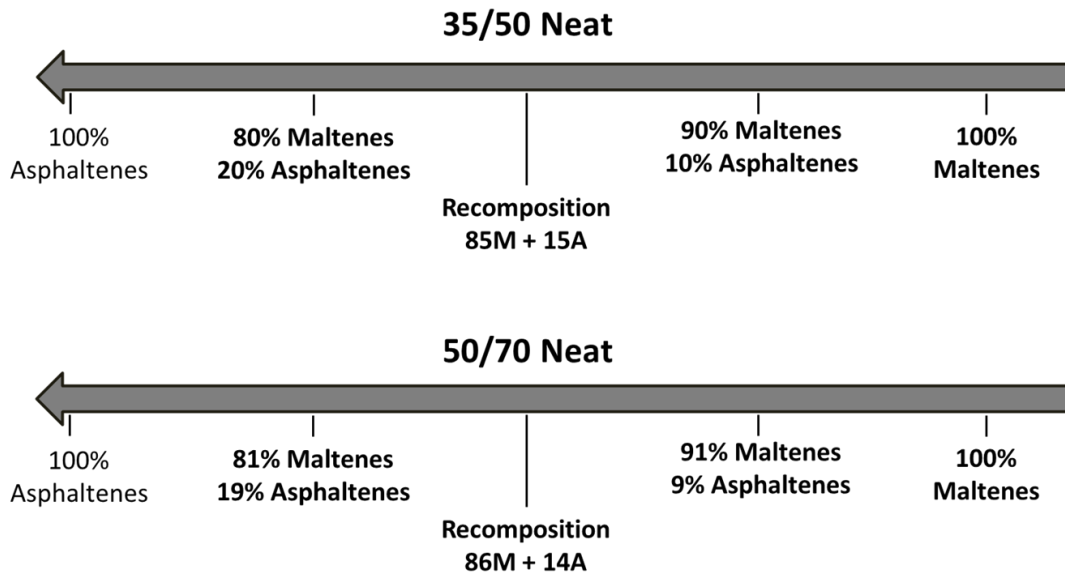 35/50 Neat
100%
Asphaltenes
80% Maltenes
20% Asphaltenes
Recomposition
85M + 15A
90% Maltenes
10% Asphaltenes
100%
Maltenes
50/70 Neat
100%
Asphaltenes
81% Maltenes
19% Asphaltenes
Recomposition
86M + 14A
91% Maltenes
9% Asphaltenes
100%
Maltenes